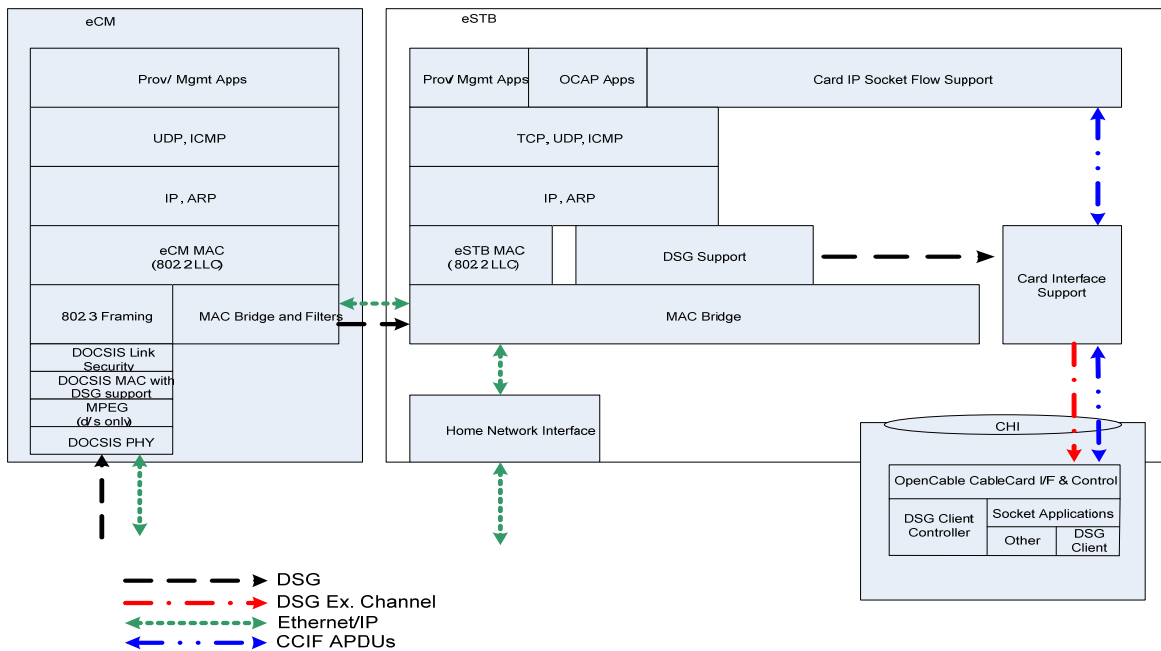 eCM
Prov/ Mgmt Apps
UDP, ICMP
IP, ARP
eCM MAC
(802.2 LLC)
802.3 Framing
MAC Bridge and Filters
DOCSIS Link
Security
DOCSIS MAC with
DSG support
MPEG
(d/s only)
DOCSIS PHY
eSTB
Prov/ Mgmt Apps
OCAP Apps
Card IP Socket Flow Support
TCP, UDP, ICMP
IP, ARP
eSTB MAC
(802.2 LLC)
DSG Support
Card Interface
Support
MAC Bridge
Home Network Interface
CHI
OpenCable CableCard I/F & Control
DSG Client
Controller
Socket Applications
Other
DSG
Client
DSG
DSG Ex. Channel
Ethernet/IP
CCIF APDUs